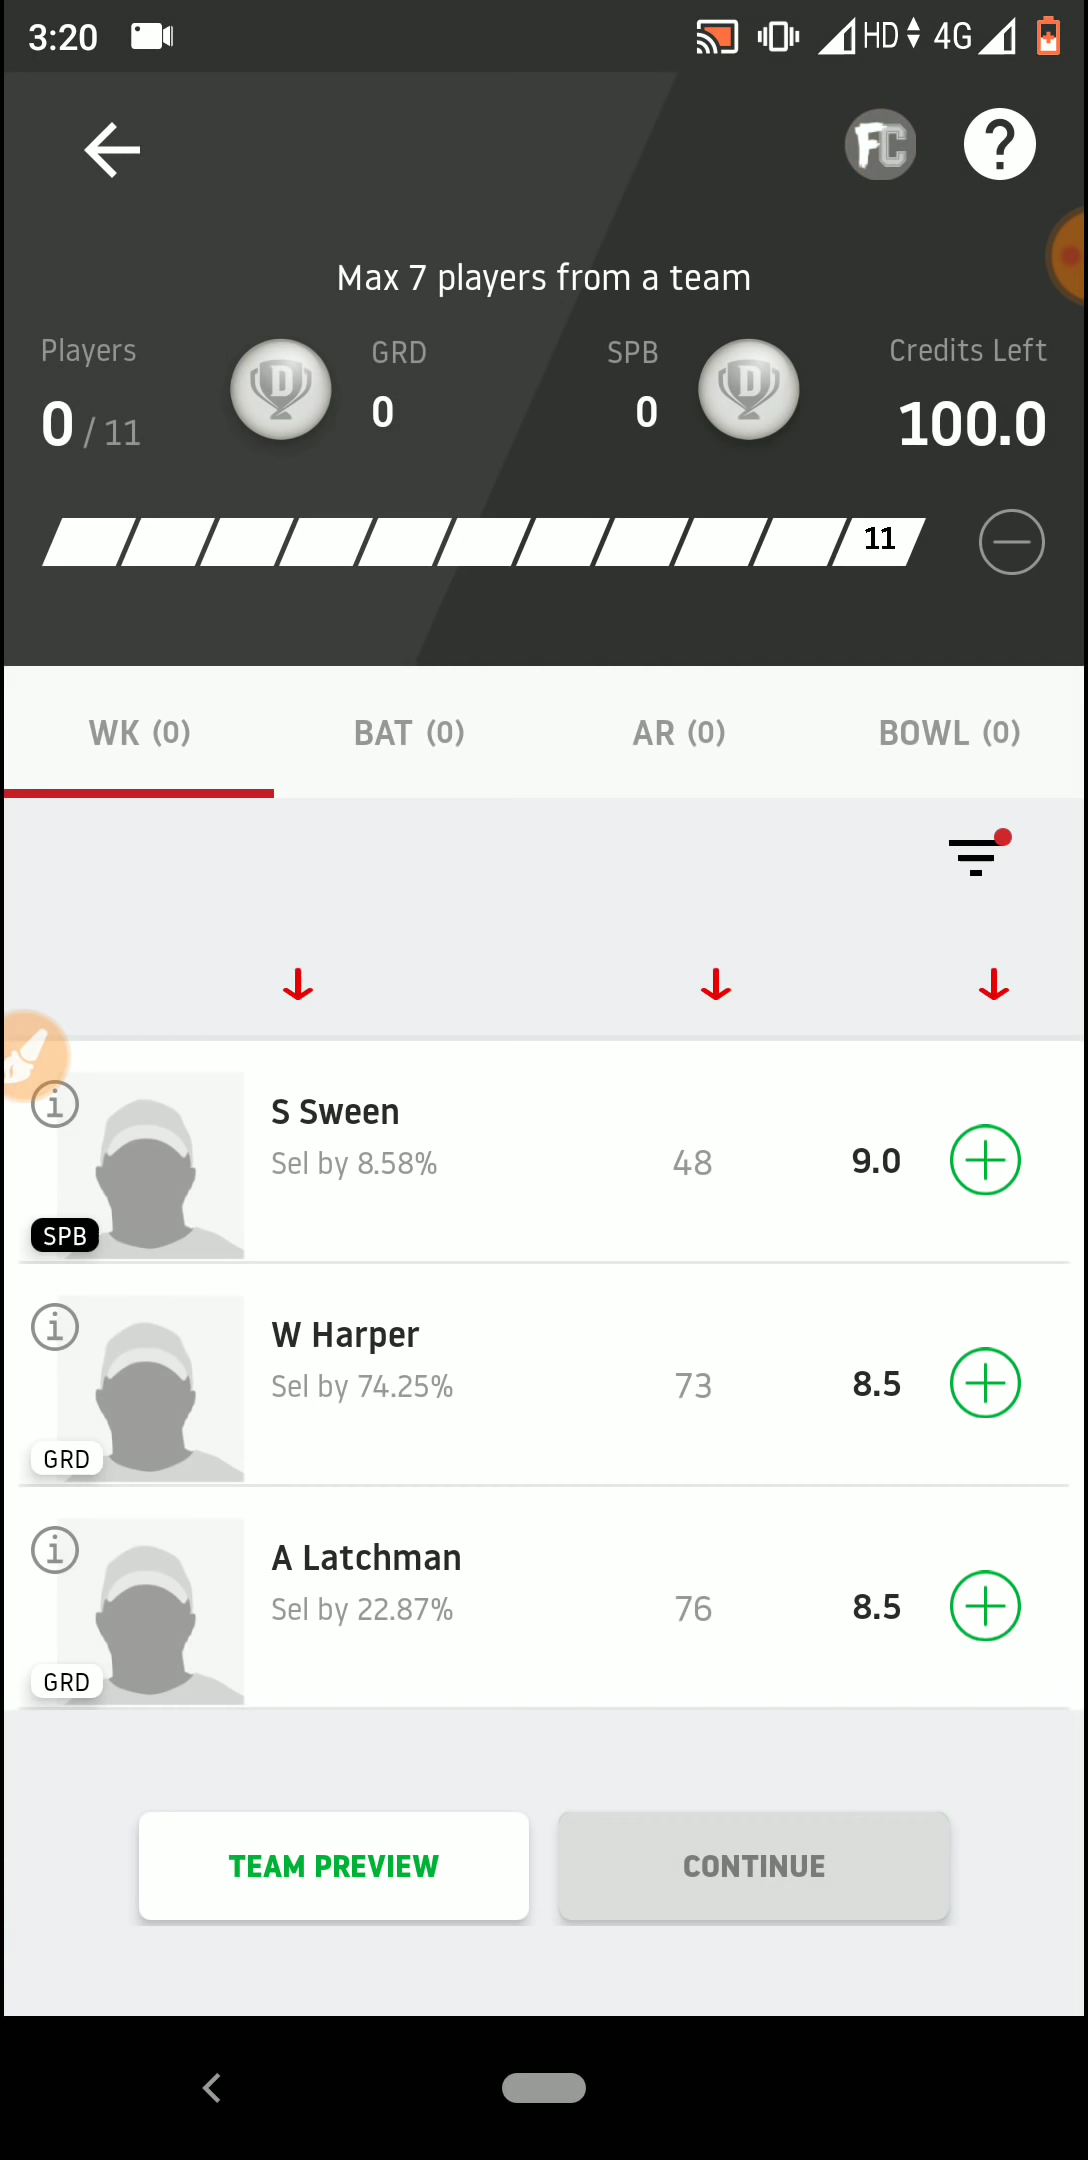 3:20
HD 4G
FC ?
Max 7 players from a team
Players GRD SPB Credits Left
0 / 11 D 0 0 D 100.0
11
WK (0) BAT (0) AR (0) BOWL (0)
i S Sween
Sel by 8.58% 48 9.0
SPB
i W Harper
Sel by 74.25% 73 8.5
GRD
i A Latchman
Sel by 22.87% 76 8.5
GRD
TEAM PREVIEW CONTINUE